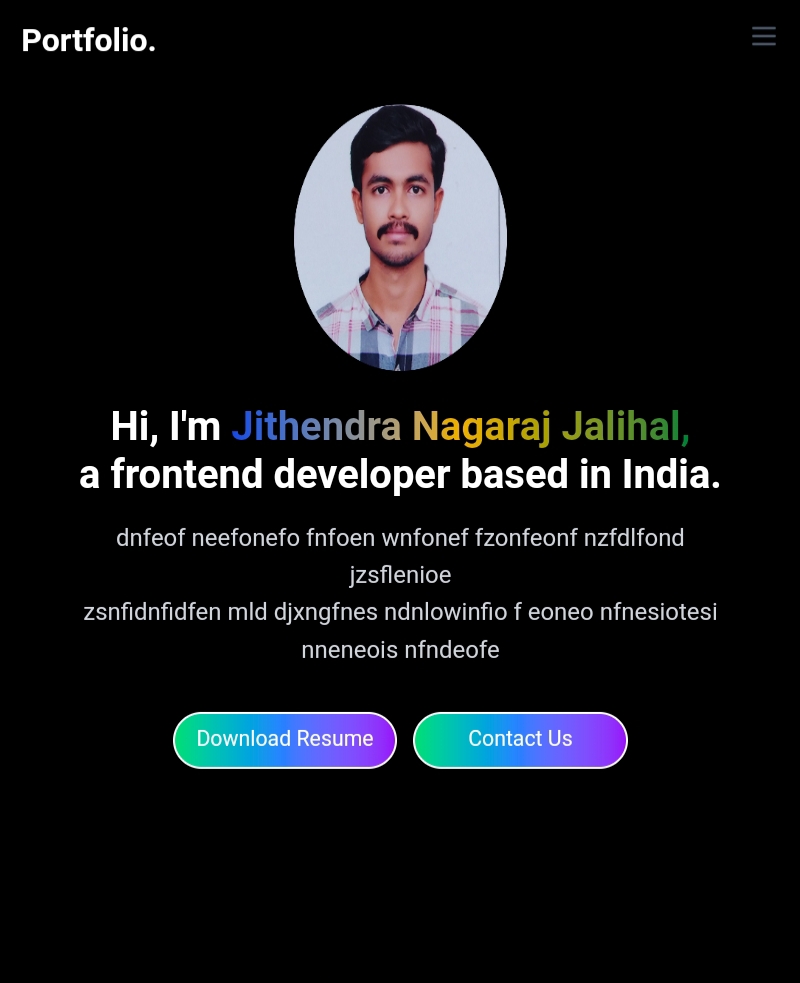 Portfolio.
Hi, I'm Jithendra Nagaraj Jalihal,
a frontend developer based in India.
dnfeof neefonefo fnfoen wnfonef fzonfeonf nzfdlfond
jzsflenioe
zsnfidnfidfen mld djxngfnes ndnlowinfio f eoneo nfnesiotesi
nneneois nfndeofe
Download Resume
Contact Us